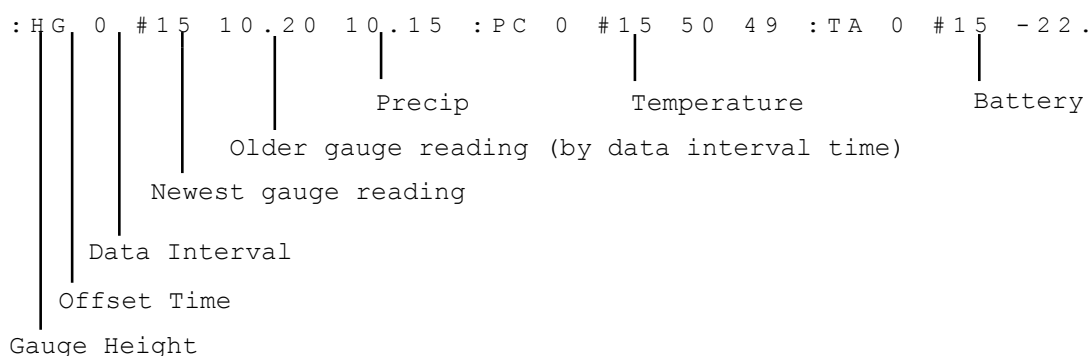 :HG 0 #15 10.20 10.15 :PC 0 #15 50 49 :TA 0 #15 -22.
Precip Temperature Battery
Older gauge reading (by data interval time)
Newest gauge reading
Data Interval
Offset Time
Gauge Height